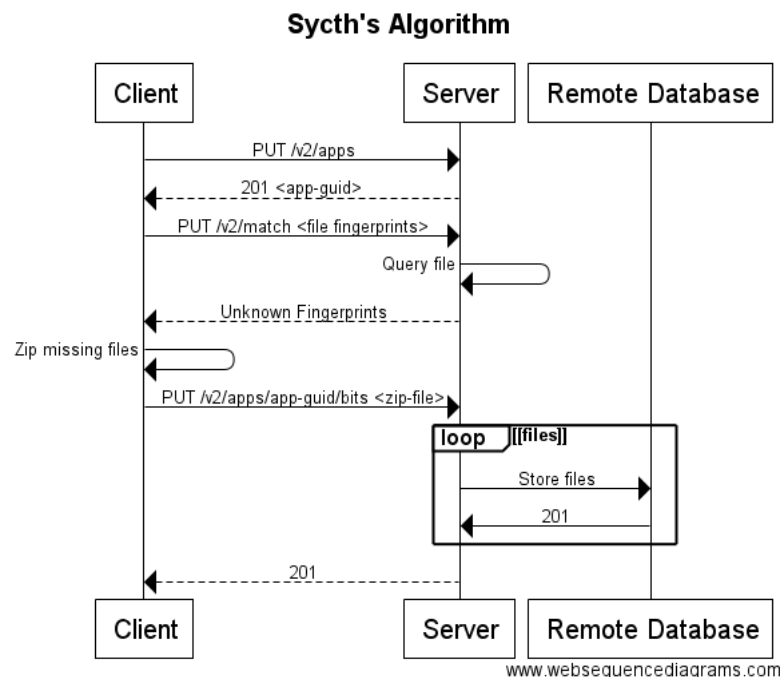 Sycth's Algorithm
Client
Server
Remote Database
PUT /v2/apps
201 <app-guid>
PUT /v2/match <file fingerprints>
Query file
Unknown Fingerprints
Zip missing files
PUT /v2/apps/app-guid/bits <zip-file>
loop
[[files]]
Store files
201
201
Client
Server
Remote Database
www.websequencediagrams.com